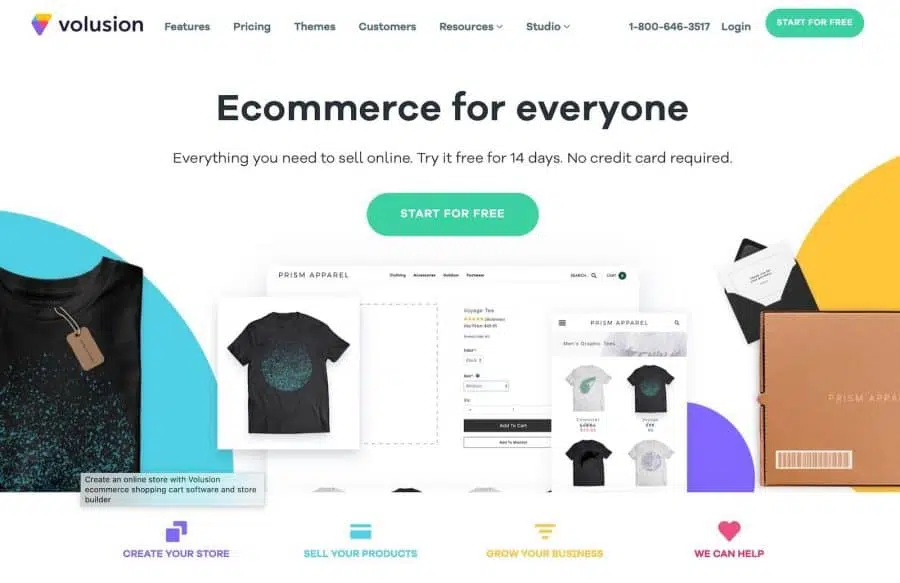 volusion
Features
Pricing
Themes
Customers
Resources
Studio
1-800-646-3517
Login
START FOR FREE
Ecommerce for everyone
Everything you need to sell online. Try it free for 14 days. No credit card required.
START FOR FREE
PRISM APPAREL
Clothing
Accessories
Outdoor
Footwear
SEARCH
CART
Voyage Tee
Add To Cart
Add To Wishlist
PRISM APPAREL
Men's Graphic Tees
Voyage
PRISM APPAR
Create an online store with Volusion
ecommerce shopping cart software and store
builder
CREATE YOUR STORE
SELL YOUR PRODUCTS
GROW YOUR BUSINESS
WE CAN HELP